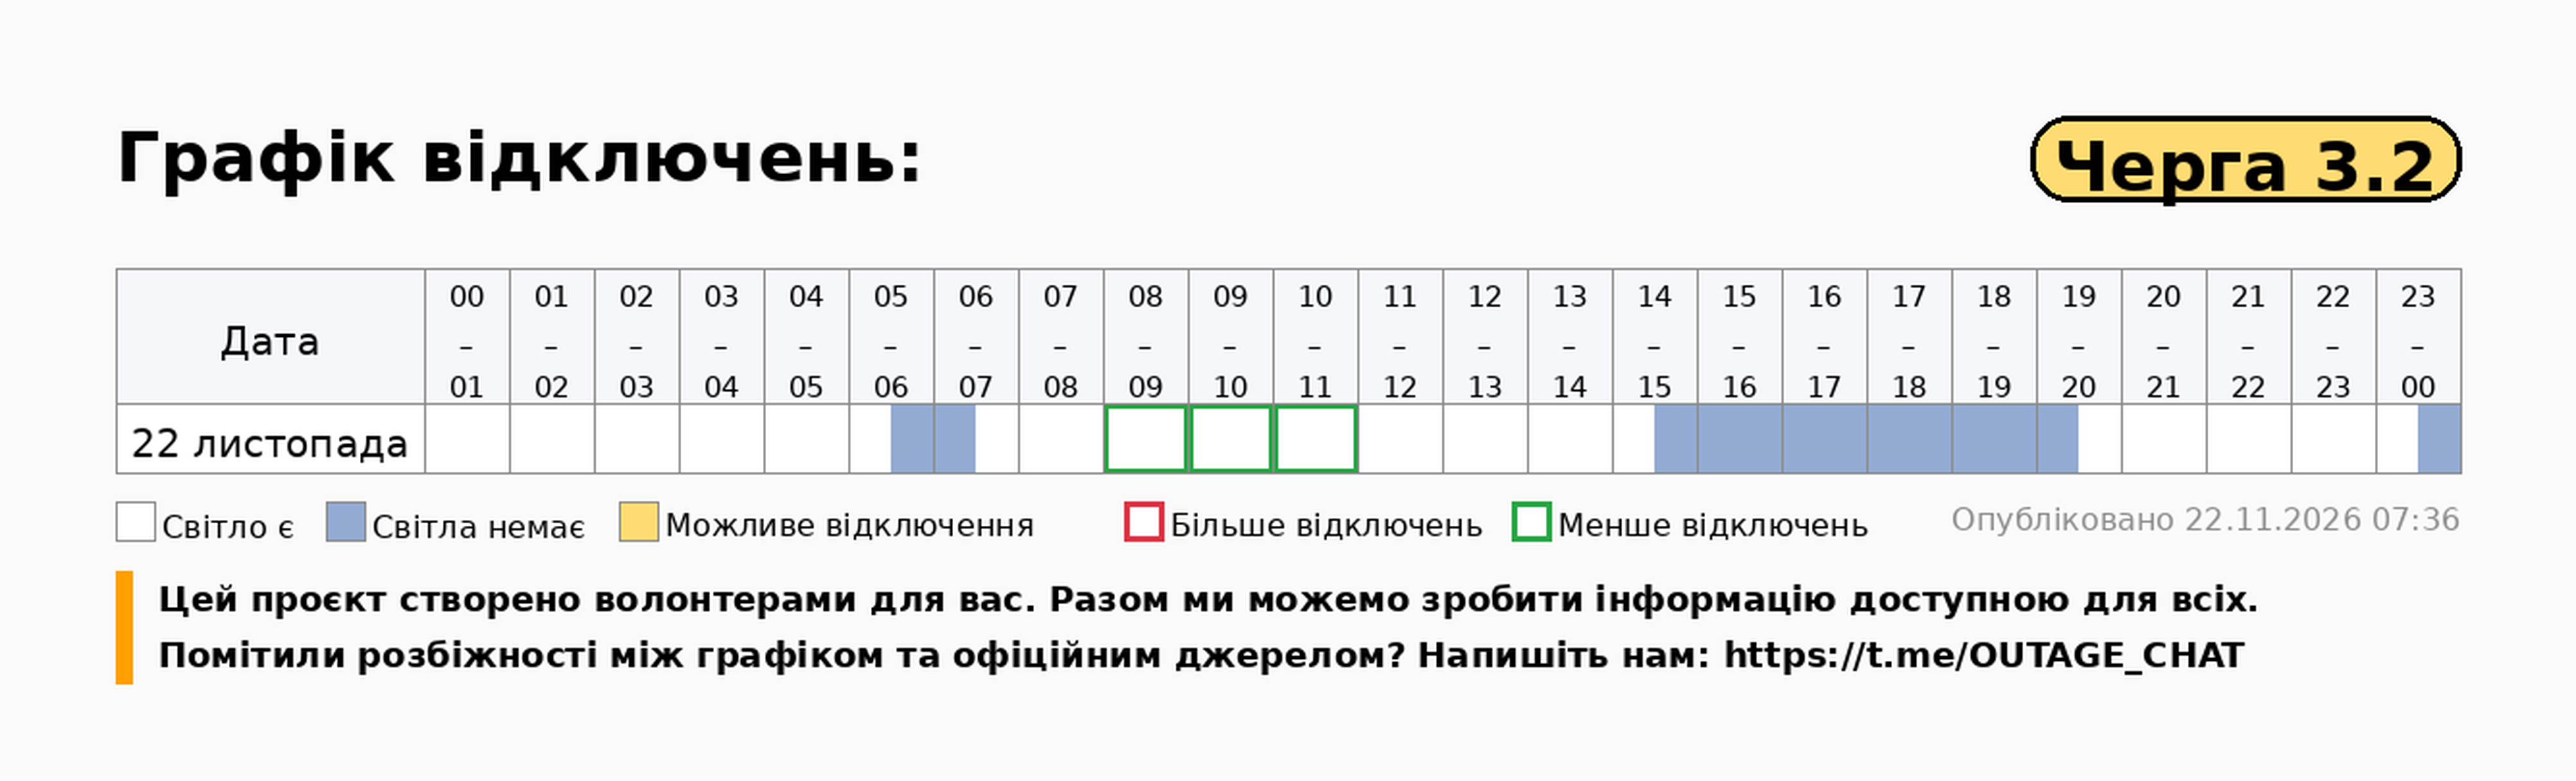 Графік відключень:
Черга 3.2
Дата 00 – 01 01 – 02 02 – 03 03 – 04 04 – 05 05 – 06 06 – 07 07 – 08 08 – 09 09 – 10 10 – 11 11 – 12 12 – 13 13 – 14 14 – 15 15 – 16 16 – 17 17 – 18 18 – 19 19 – 20 20 – 21 21 – 22 22 – 23 23 – 00
22 листопада
Світло є Світла немає Можливе відключення Більше відключень Менше відключень Опубліковано 22.11.2026 07:36
Цей проєкт створено волонтерами для вас. Разом ми можемо зробити інформацію доступною для всіх.
Помітили розбіжності між графіком та офіційним джерелом? Напишіть нам: https://t.me/OUTAGE_CHAT